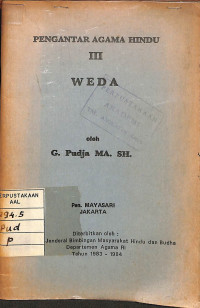 PENGANTAR AGAMA HINDU
III
WEDA
PERPUSTAKAAN
oleh
G. Pudja MA. SH.
Pen. MAYASARI
JAKARTA
ERPUSTAKAAN
AAL
294.5
Pud
p
Diterbitkan oleh :
Jenderal Bimbingan Masyarakat Hindu dan Budha
Departemen Agama RI
Tahun 1983 - 1984